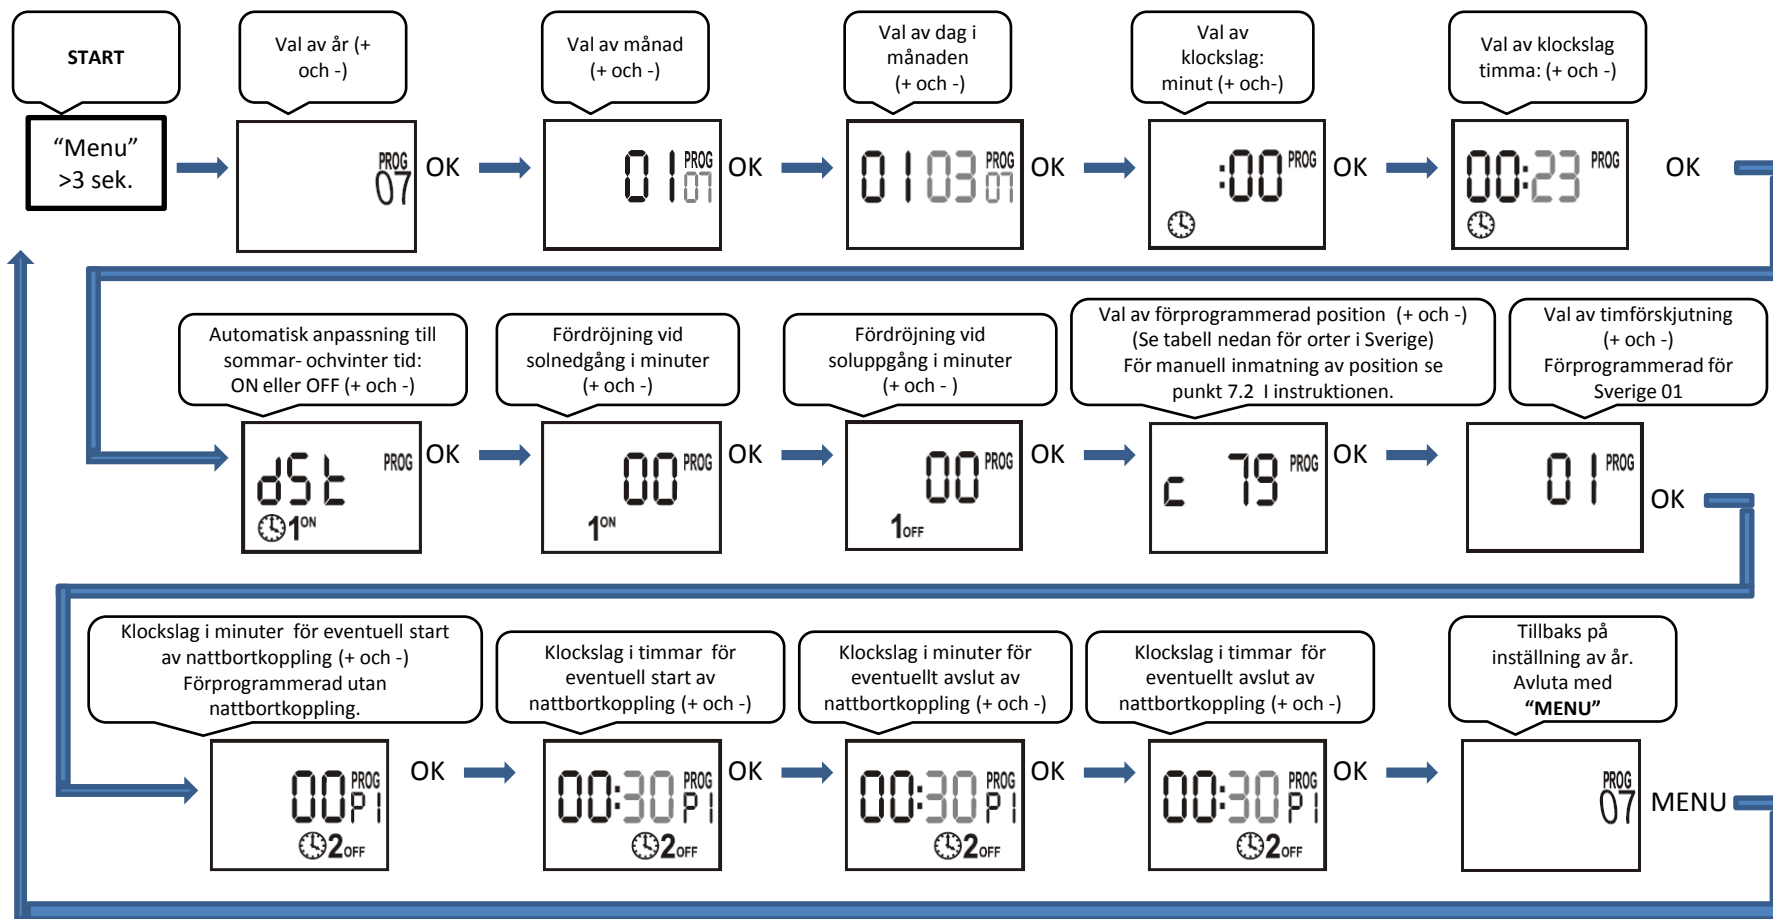 START
Val av år (+
och -)
Val av månad
(+ och -)
Val av dag i
månaden
(+ och -)
Val av
klockslag:
minut (+ och-)
Val av klockslag
timma: (+ och -)
“Menu”
>3 sek.
PROG
07
OK
01 PROG
07
OK
01 03 PROG
07
OK
:00 PROG
OK
00:23 PROG
OK
Automatisk anpassning till
sommar- ochvinter tid:
ON eller OFF (+ och -)
Fördröjning vid
solnedgång i minuter
(+ och -)
Fördröjning vid
soluppgång i minuter
(+ och - )
Val av förprogrammerad position (+ och -)
(Se tabell nedan för orter i Sverige)
För manuell inmatning av position se
punkt 7.2 I instruktionen.
Val av timförskjutning
(+ och -)
Förprogrammerad för
Sverige 01
dSt PROG
1ON
OK
00 PROG
1ON
OK
00 PROG
1OFF
OK
c 79 PROG
OK
01 PROG
OK
Klockslag i minuter för eventuell start
av nattbortkoppling (+ och -)
Förprogrammerad utan
nattbortkoppling.
Klockslag i timmar för
eventuell start av
nattbortkoppling (+ och -)
Klockslag i minuter för
eventuellt avslut av
nattbortkoppling (+ och -)
Klockslag i timmar för
eventuellt avslut av
nattbortkoppling (+ och -)
Tillbaks på
inställning av år.
Avluta med
“MENU”
00 PROG
P1
2OFF
OK
00:30 PROG
P1
2OFF
OK
00:30 PROG
P1
2OFF
OK
00:30 PROG
P1
2OFF
OK
PROG
07
MENU